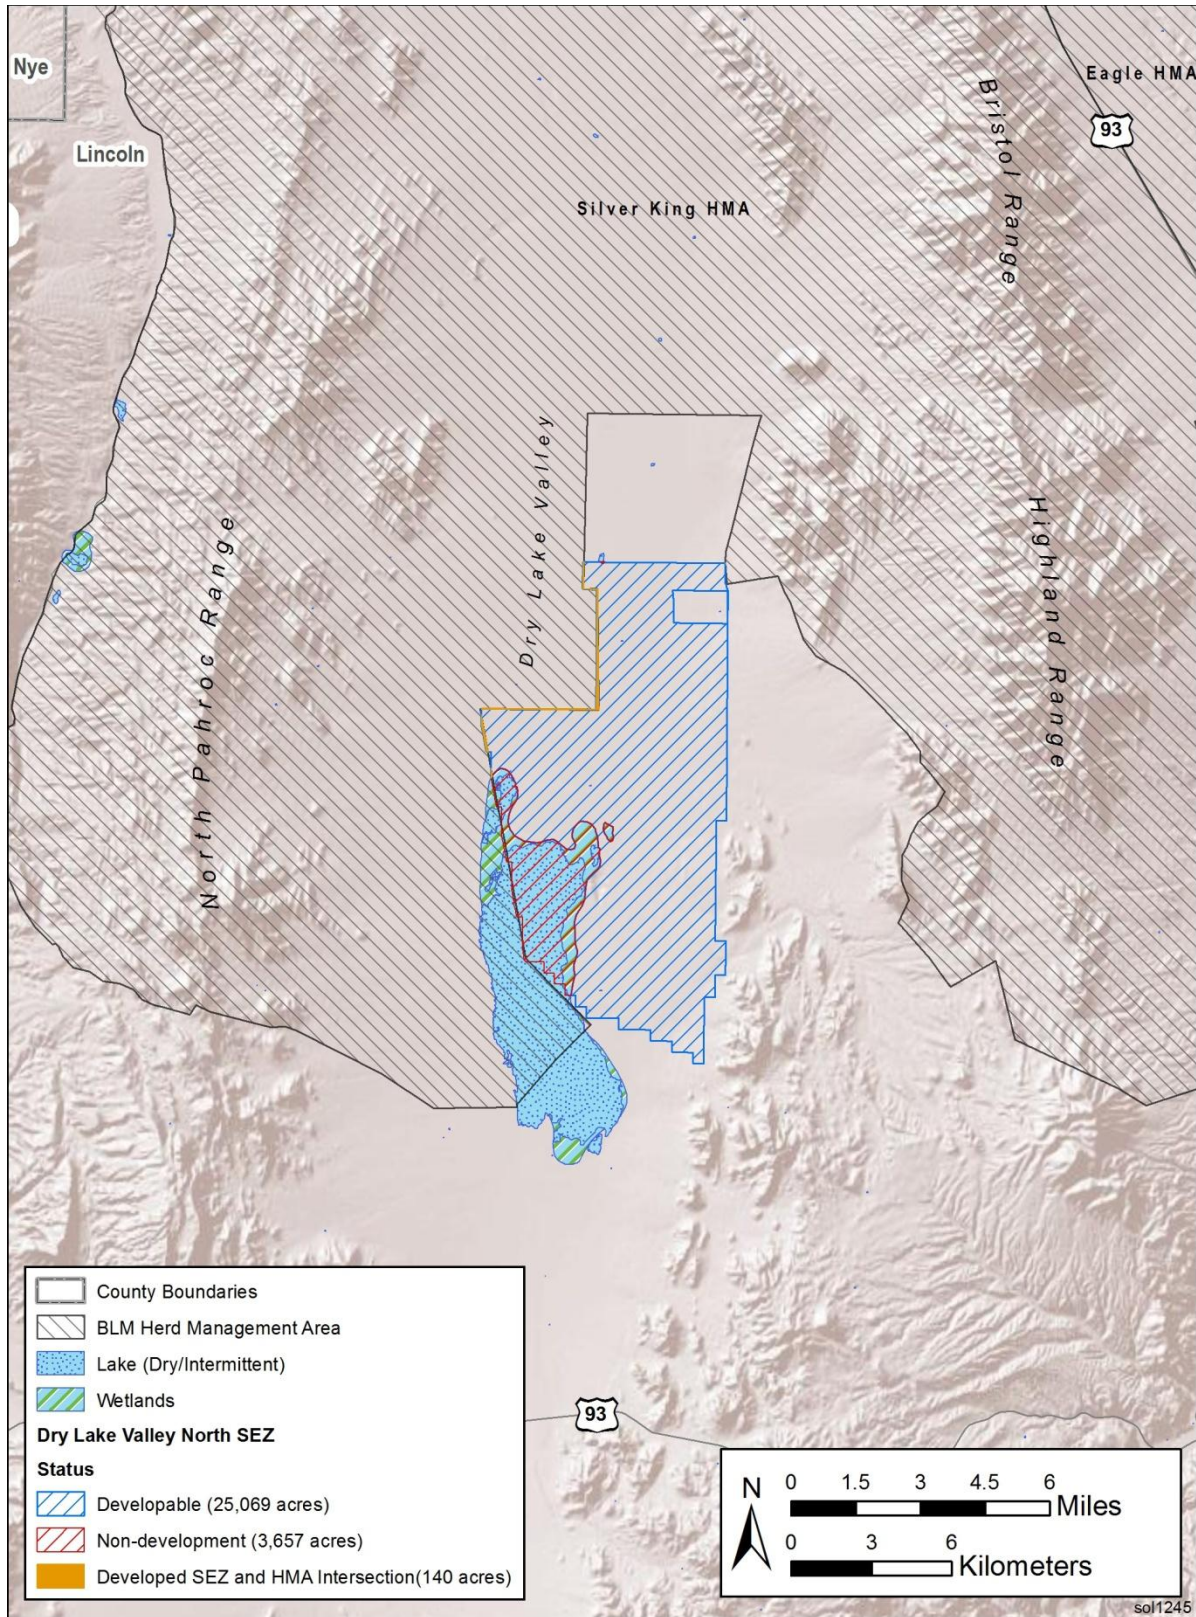 Nye
Eagle HMA
93
Lincoln
Bristol Range
Silver King HMA
Dry Lake Valley
North Pahroc Range
Highland Range
County Boundaries
BLM Herd Management Area
Lake (Dry/Intermittent)
Wetlands
Dry Lake Valley North SEZ
Status
Developable (25,069 acres)
Non-development (3,657 acres)
Developed SEZ and HMA Intersection(140 acres)
93
N
0 1.5 3 4.5 6
Miles
0 3 6
Kilometers
sol1245